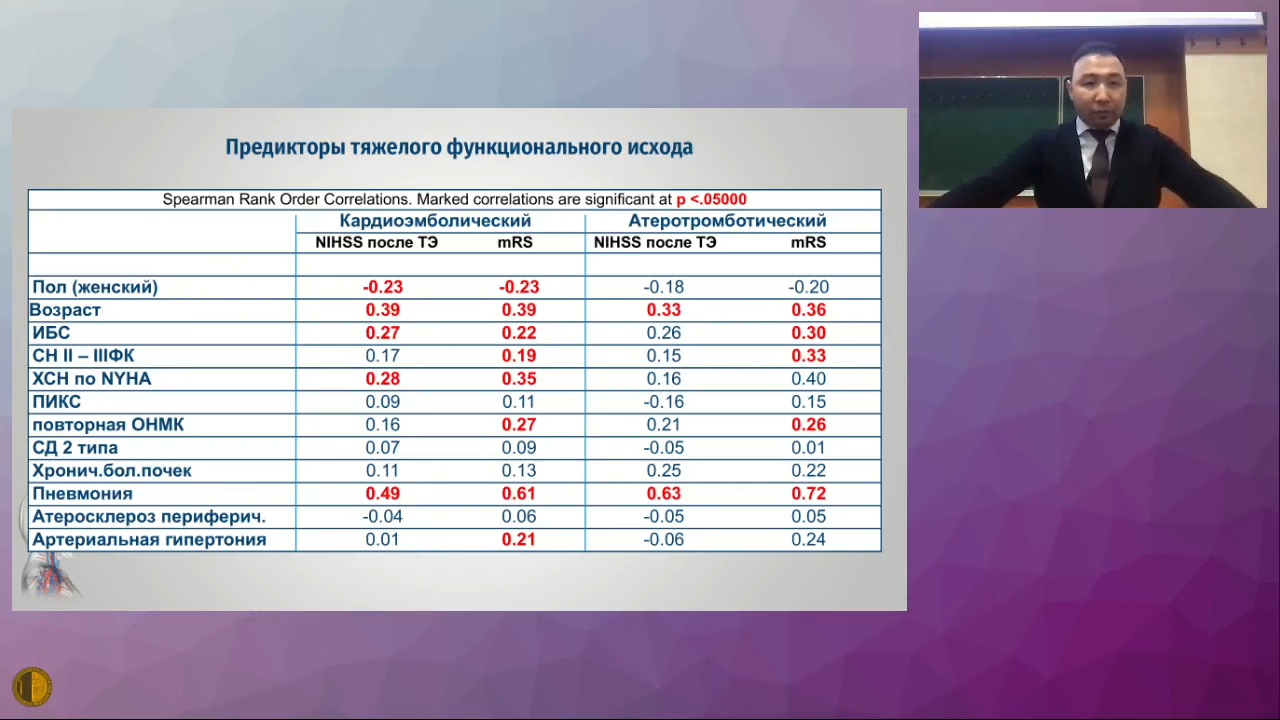 Предикторы тяжелого функционального исхода
Spearman Rank Order Correlations. Marked correlations are significant at p <.05000
Кардиоэмболический Атеротромботический
NIHSS после ТЭ mRS NIHSS после ТЭ mRS
Пол (женский) -0.23 -0.23 -0.18 -0.20
Возраст 0.39 0.39 0.33 0.36
ИБС 0.27 0.22 0.26 0.30
СН II – IIIФК 0.17 0.19 0.15 0.33
ХСН по NYHA 0.28 0.35 0.16 0.40
ПИКС 0.09 0.11 -0.16 0.15
повторная ОНМК 0.16 0.27 0.21 0.26
СД 2 типа 0.07 0.09 -0.05 0.01
Хронич.бол.почек 0.11 0.13 0.25 0.22
Пневмония 0.49 0.61 0.63 0.72
Атеросклероз периферич. -0.04 0.06 -0.05 0.05
Артериальная гипертония 0.01 0.21 -0.06 0.24